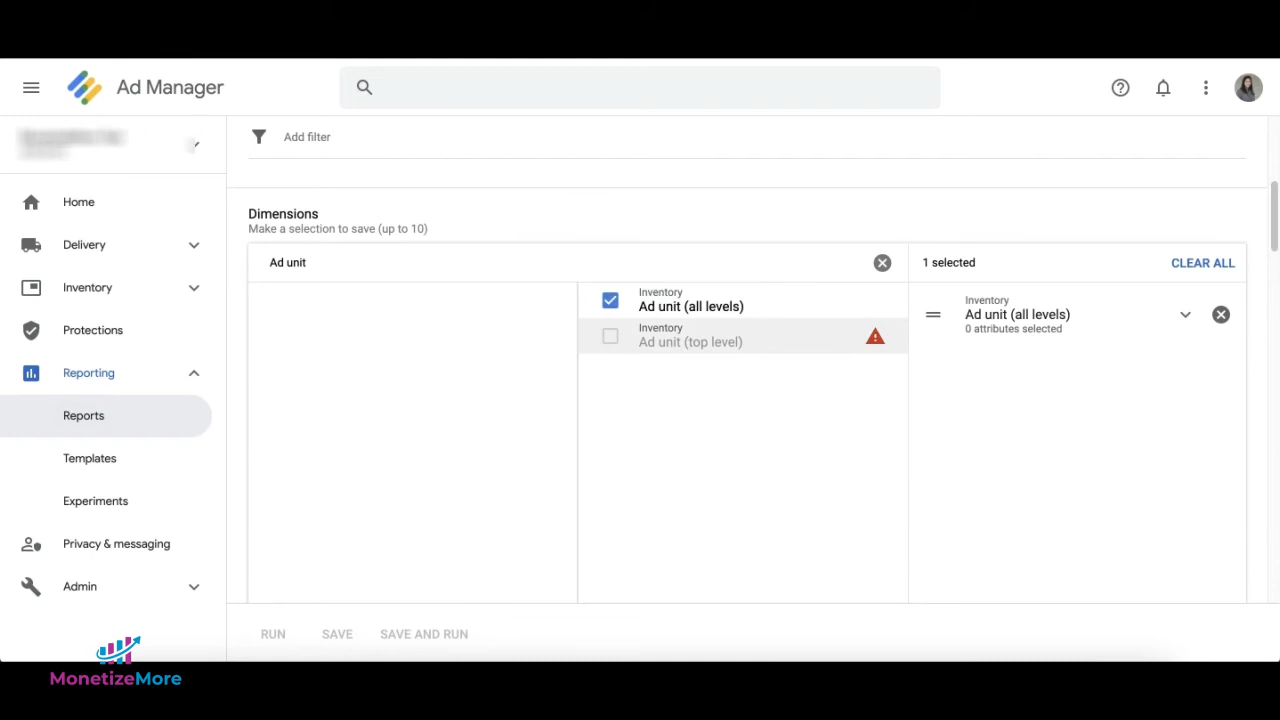 Ad Manager
Add filter
Home
Delivery
Inventory
Protections
Reporting
Reports
Templates
Experiments
Privacy & messaging
Admin
Dimensions
Make a selection to save (up to 10)
Ad unit
1 selected
CLEAR ALL
Inventory
Ad unit (all levels)
Inventory
Ad unit (top level)
Inventory
Ad unit (all levels)
0 attributes selected
RUN
SAVE
SAVE AND RUN
MonetizeMore